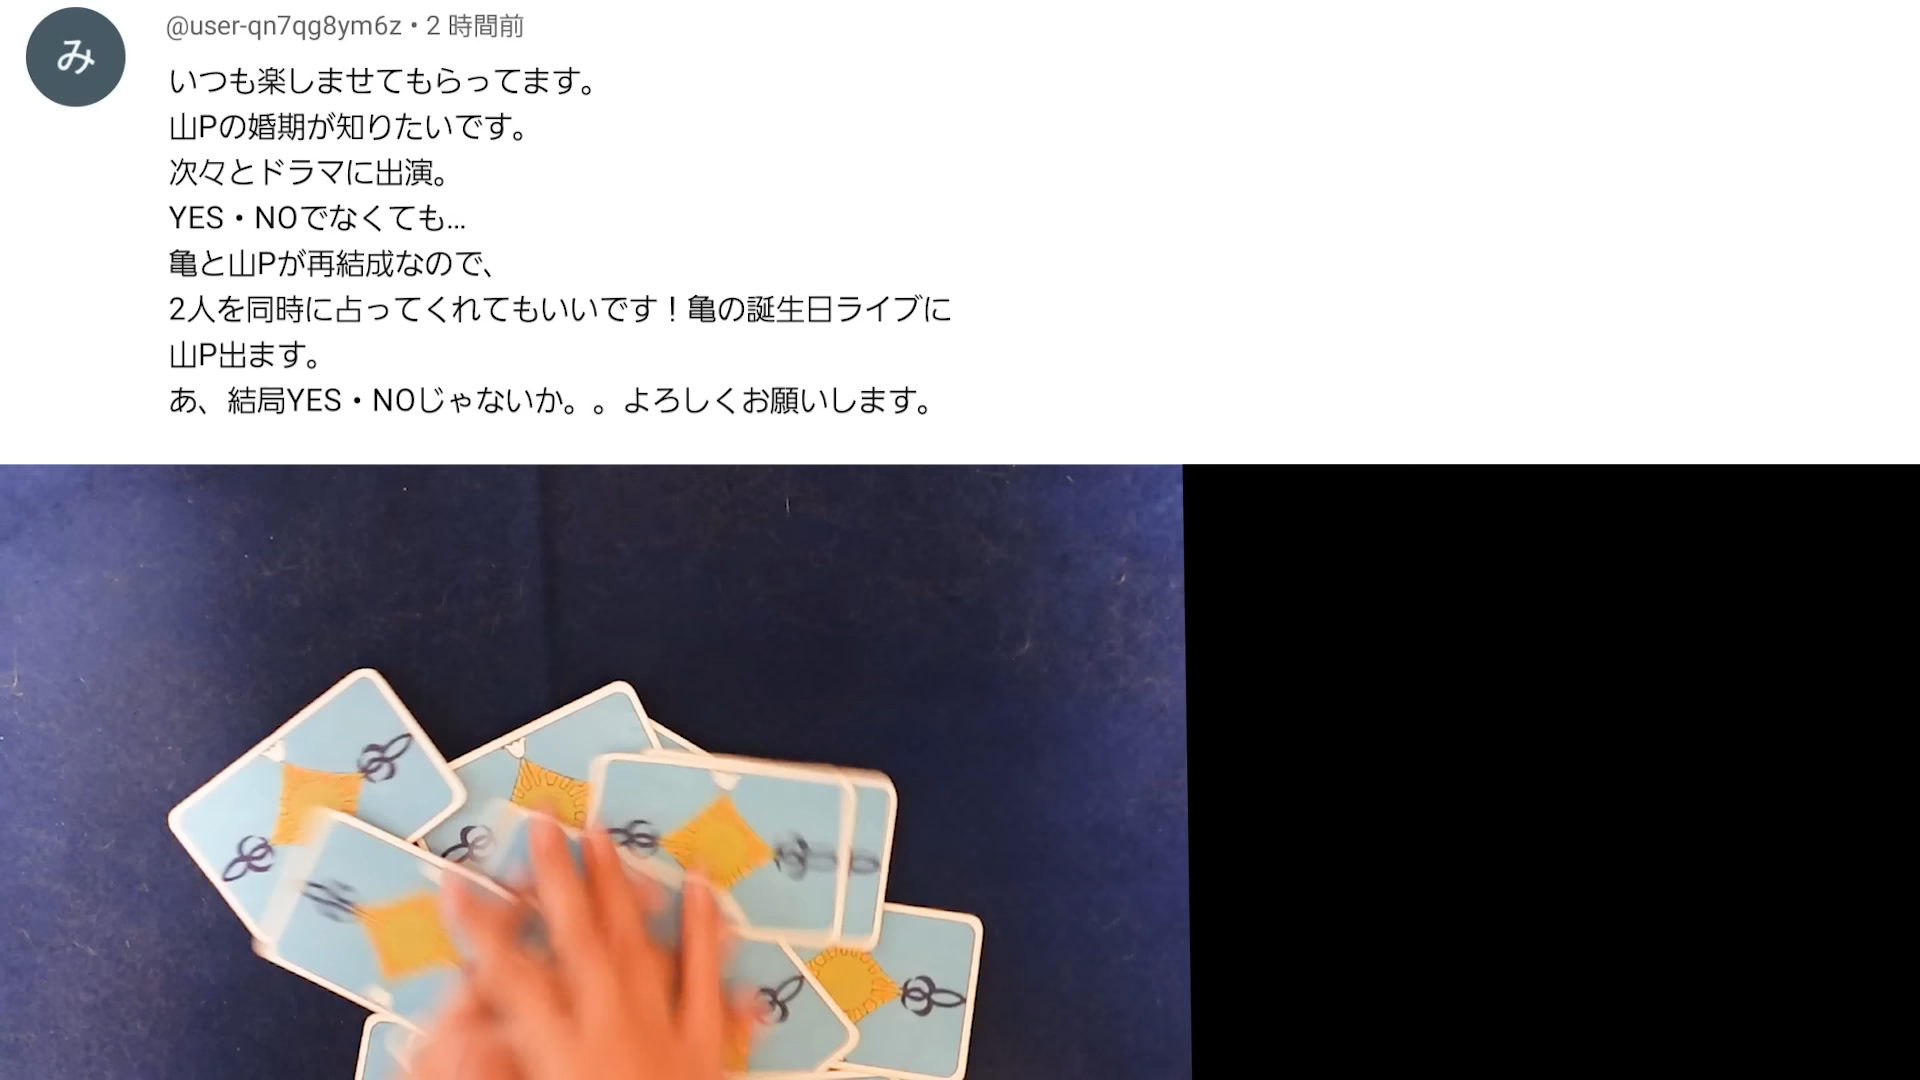 み
@user-qn7qg8ym6z・2 時間前
いつも楽しませてもらってます。
山Pの婚期が知りたいです。
次々とドラマに出演。
YES・NOでなくても…
亀と山Pが再結成なので、
2人を同時に占ってくれてもいいです！亀の誕生日ライブに
山P出ます。
あ、結局YES・NOじゃないか。。よろしくお願いします。